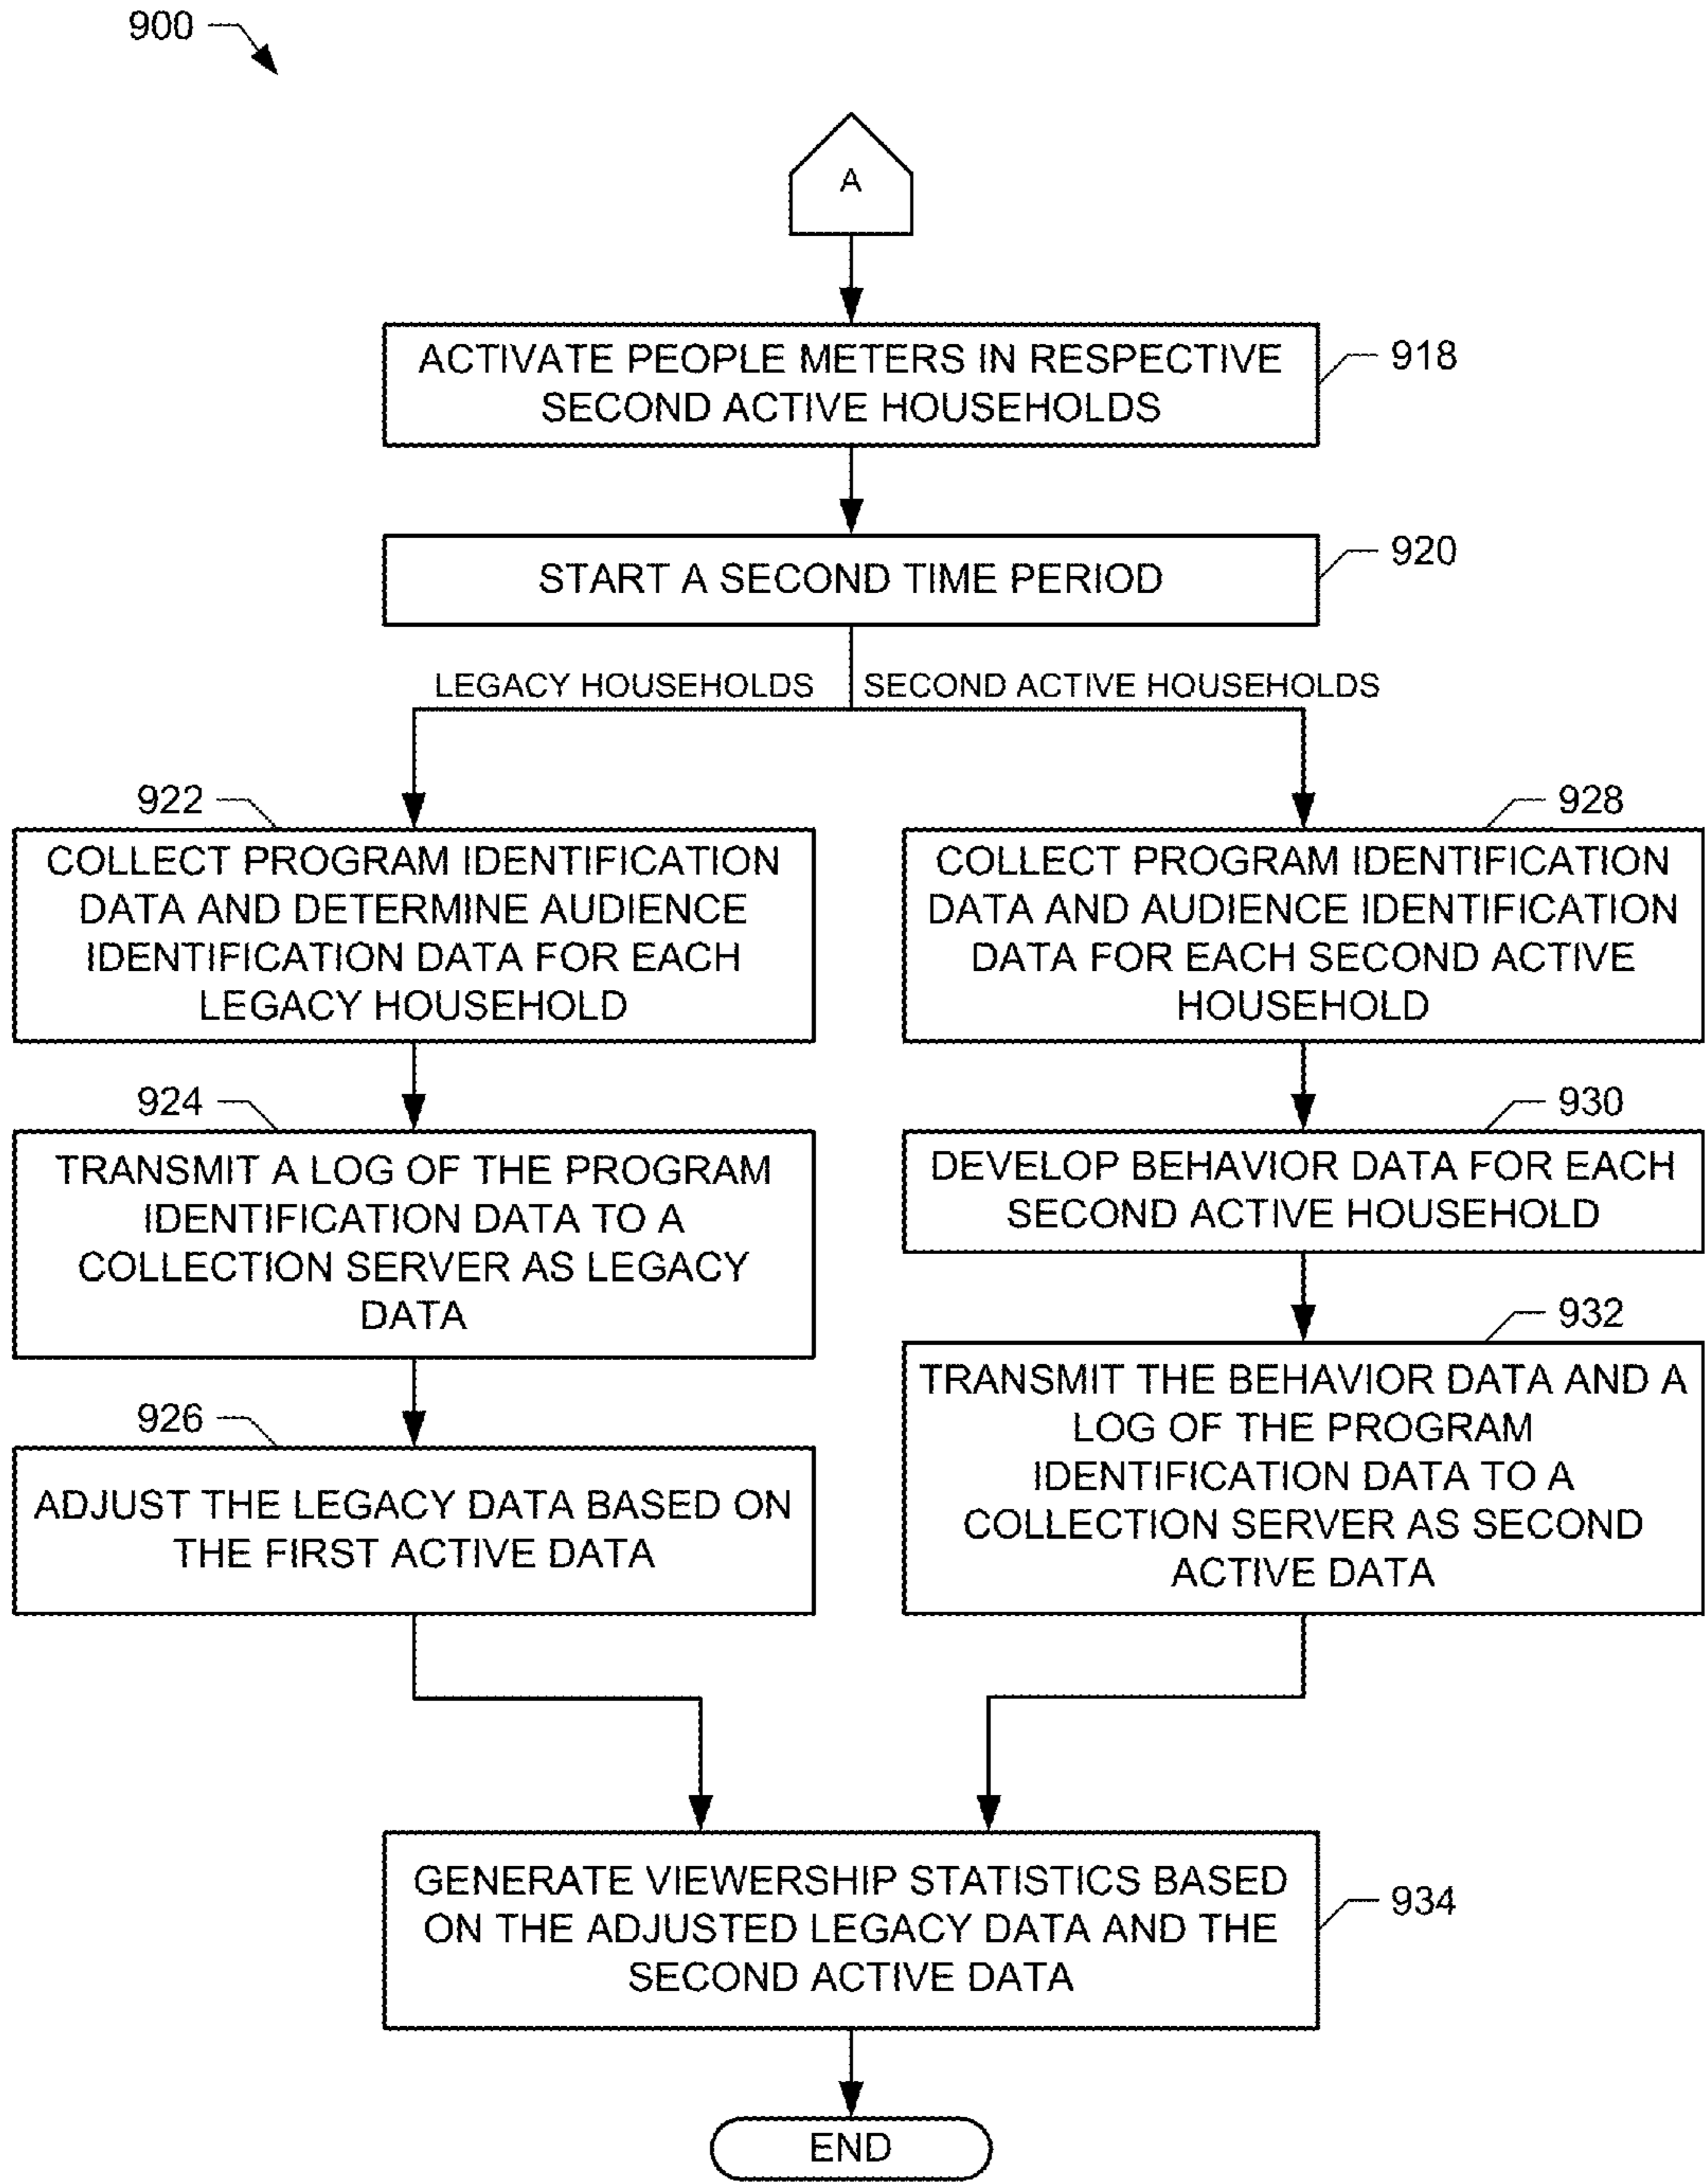 900
A
ACTIVATE PEOPLE METERS IN RESPECTIVE
SECOND ACTIVE HOUSEHOLDS
918
START A SECOND TIME PERIOD
920
LEGACY HOUSEHOLDS
SECOND ACTIVE HOUSEHOLDS
922
COLLECT PROGRAM IDENTIFICATION
DATA AND DETERMINE AUDIENCE
IDENTIFICATION DATA FOR EACH
LEGACY HOUSEHOLD
924
TRANSMIT A LOG OF THE PROGRAM
IDENTIFICATION DATA TO A
COLLECTION SERVER AS LEGACY
DATA
926
ADJUST THE LEGACY DATA BASED ON
THE FIRST ACTIVE DATA
928
COLLECT PROGRAM IDENTIFICATION
DATA AND AUDIENCE IDENTIFICATION
DATA FOR EACH SECOND ACTIVE
HOUSEHOLD
930
DEVELOP BEHAVIOR DATA FOR EACH
SECOND ACTIVE HOUSEHOLD
932
TRANSMIT THE BEHAVIOR DATA AND A
LOG OF THE PROGRAM
IDENTIFICATION DATA TO A
COLLECTION SERVER AS SECOND
ACTIVE DATA
GENERATE VIEWERSHIP STATISTICS BASED
ON THE ADJUSTED LEGACY DATA AND THE
SECOND ACTIVE DATA
934
END